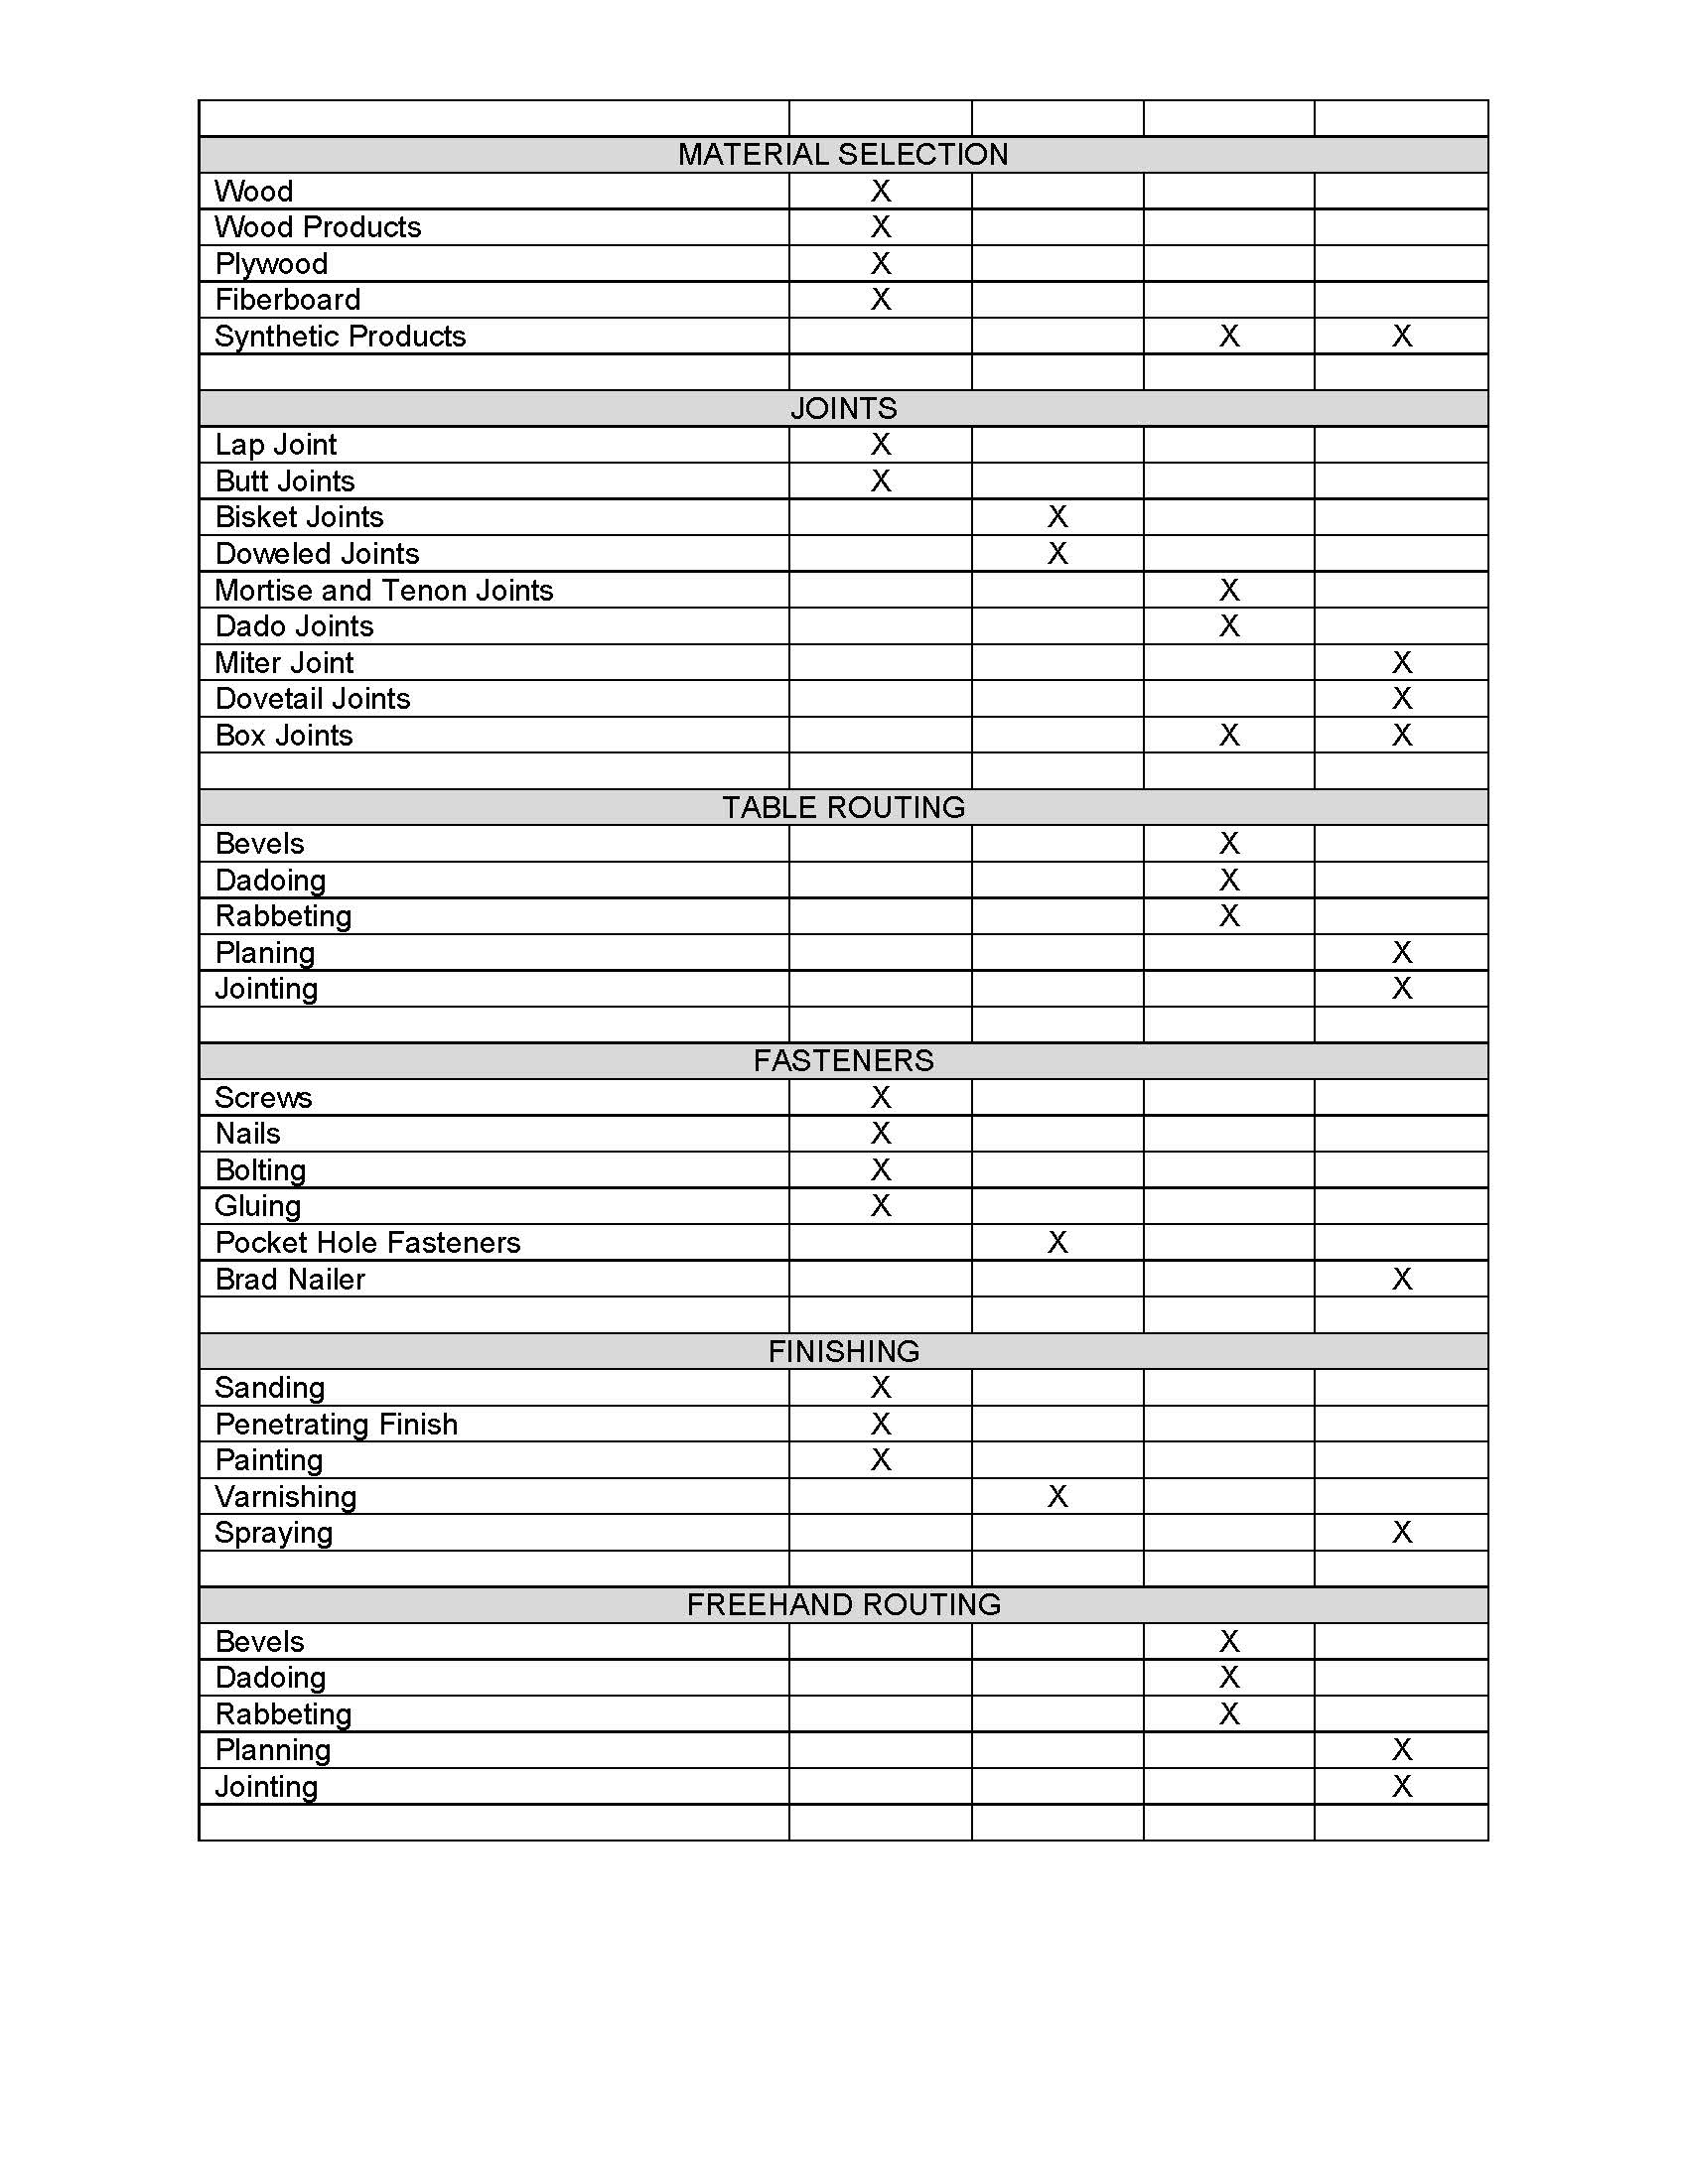 MATERIAL SELECTION
Wood X
Wood Products X
Plywood X
Fiberboard X
Synthetic Products X X
JOINTS
Lap Joint X
Butt Joints X
Bisket Joints X
Doweled Joints X
Mortise and Tenon Joints X
Dado Joints X
Miter Joint X
Dovetail Joints X
Box Joints X X
TABLE ROUTING
Bevels X
Dadoing X
Rabbeting X
Planing X
Jointing X
FASTENERS
Screws X
Nails X
Bolting X
Gluing X
Pocket Hole Fasteners X
Brad Nailer X
FINISHING
Sanding X
Penetrating Finish X
Painting X
Varnishing X
Spraying X
FREEHAND ROUTING
Bevels X
Dadoing X
Rabbeting X
Planning X
Jointing X